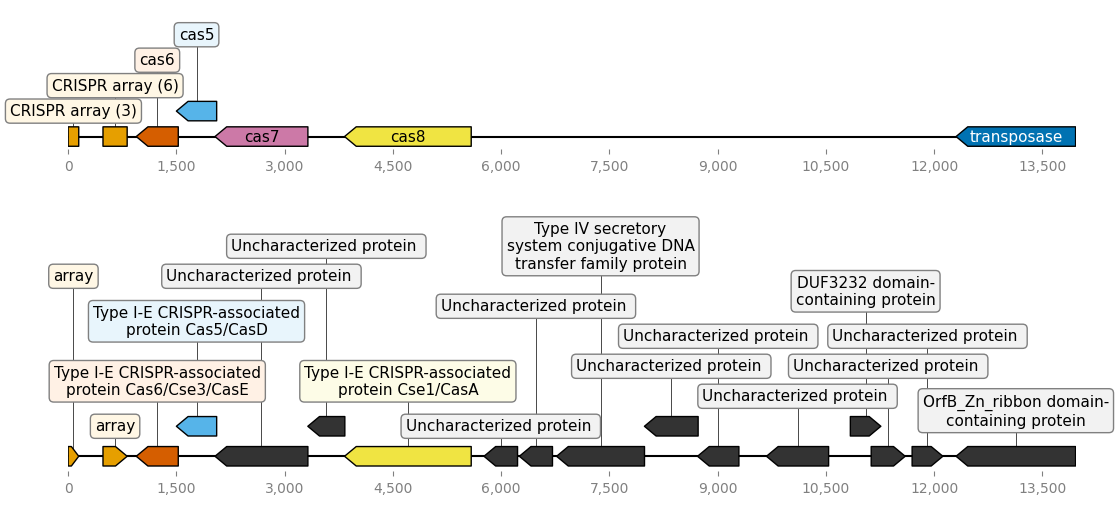 cas5
cas6
CRISPR array (6)
CRISPR array (3)
cas7
cas8
transposase
0
1,500
3,000
4,500
6,000
7,500
9,000
10,500
12,000
13,500
Type IV secretory
system conjugative DNA
transfer family protein
Uncharacterized protein
array
Uncharacterized protein
DUF3232 domain-
containing protein
Uncharacterized protein
Type I-E CRISPR-associated
protein Cas5/CasD
Uncharacterized protein
Uncharacterized protein
Uncharacterized protein
Uncharacterized protein
Type I-E CRISPR-associated
protein Cas6/Cse3/CasE
Type I-E CRISPR-associated
protein Cse1/CasA
Uncharacterized protein
OrfB_Zn_ribbon domain-
containing protein
array
Uncharacterized protein
0
1,500
3,000
4,500
6,000
7,500
9,000
10,500
12,000
13,500